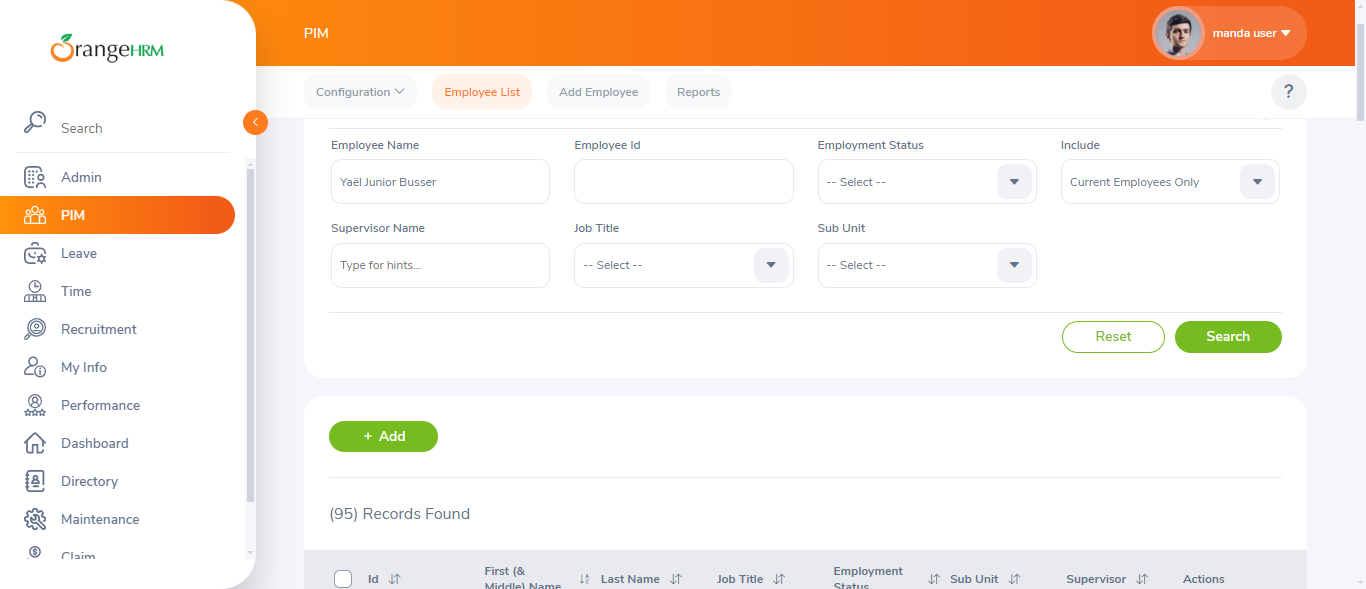 OrangeHRM
Search
Admin
PIM
Leave
Time
Recruitment
My Info
Performance
Dashboard
Directory
Maintenance
Claim
PIM
manda user
Configuration
Employee List
Add Employee
Reports
?
Employee Name
Employee Id
Employment Status
Include
Yaël Junior Busser
-- Select --
Current Employees Only
Supervisor Name
Job Title
Sub Unit
Type for hints...
-- Select --
-- Select --
Reset
Search
+ Add
(95) Records Found
Id
First (&
Middle) Name
Last Name
Job Title
Employment
Status
Sub Unit
Supervisor
Actions